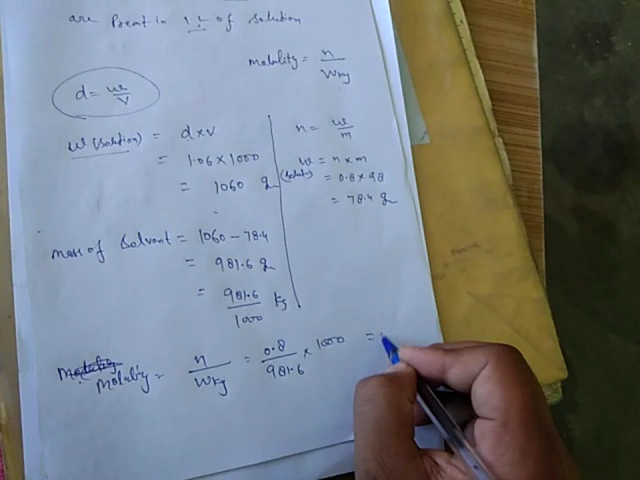 are Present in 1 L of solution
molality = n / Wkg
d = w/V
w (solution) = d×v
= 1.06 × 1000
= 1060 g
n = w/m
w = n × m
(solute) = 0.8 × 98
= 78.4 g
mass of solvent = 1060 - 78.4
= 981.6 g
= 981.6/1000 kg
Molality = n/Wkg = 0.8/981.6 × 1000 =